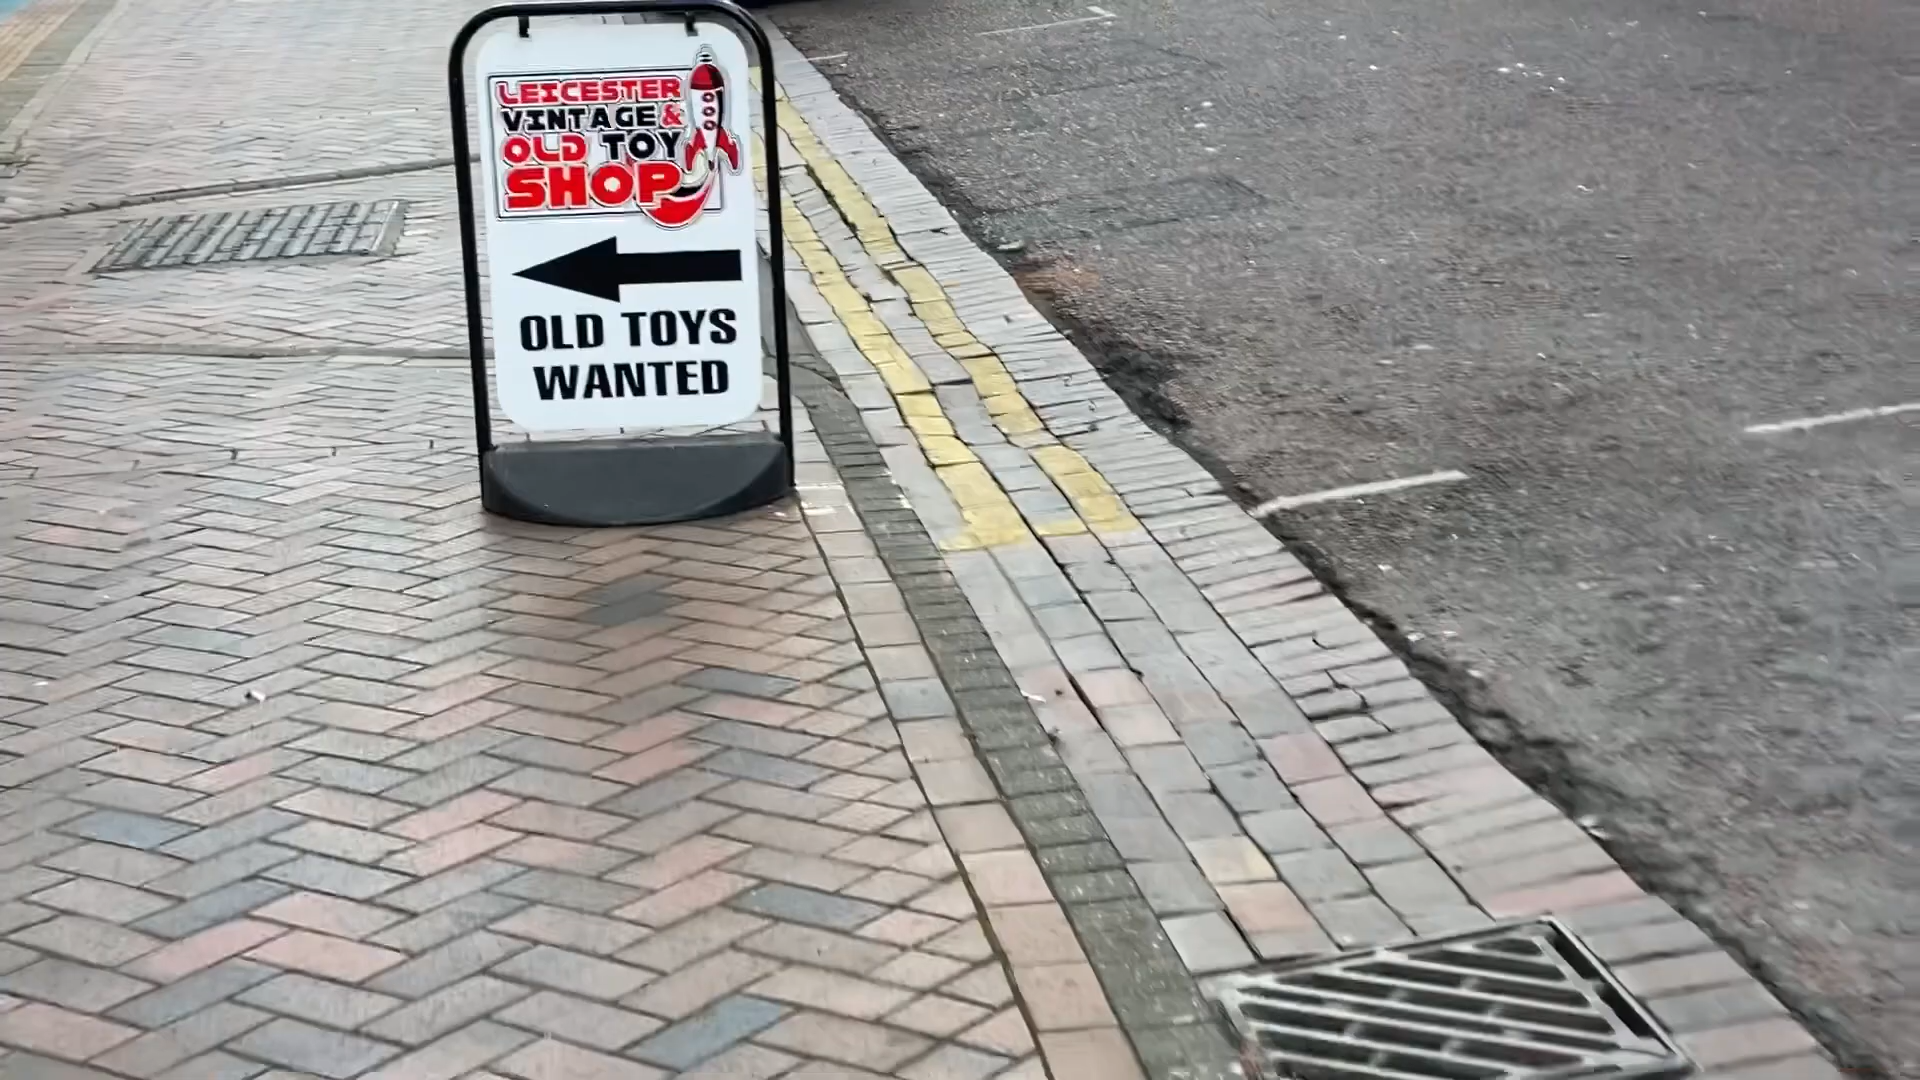 LEICESTER
VINTAGE &
OLD TOY
SHOP
OLD TOYS
WANTED